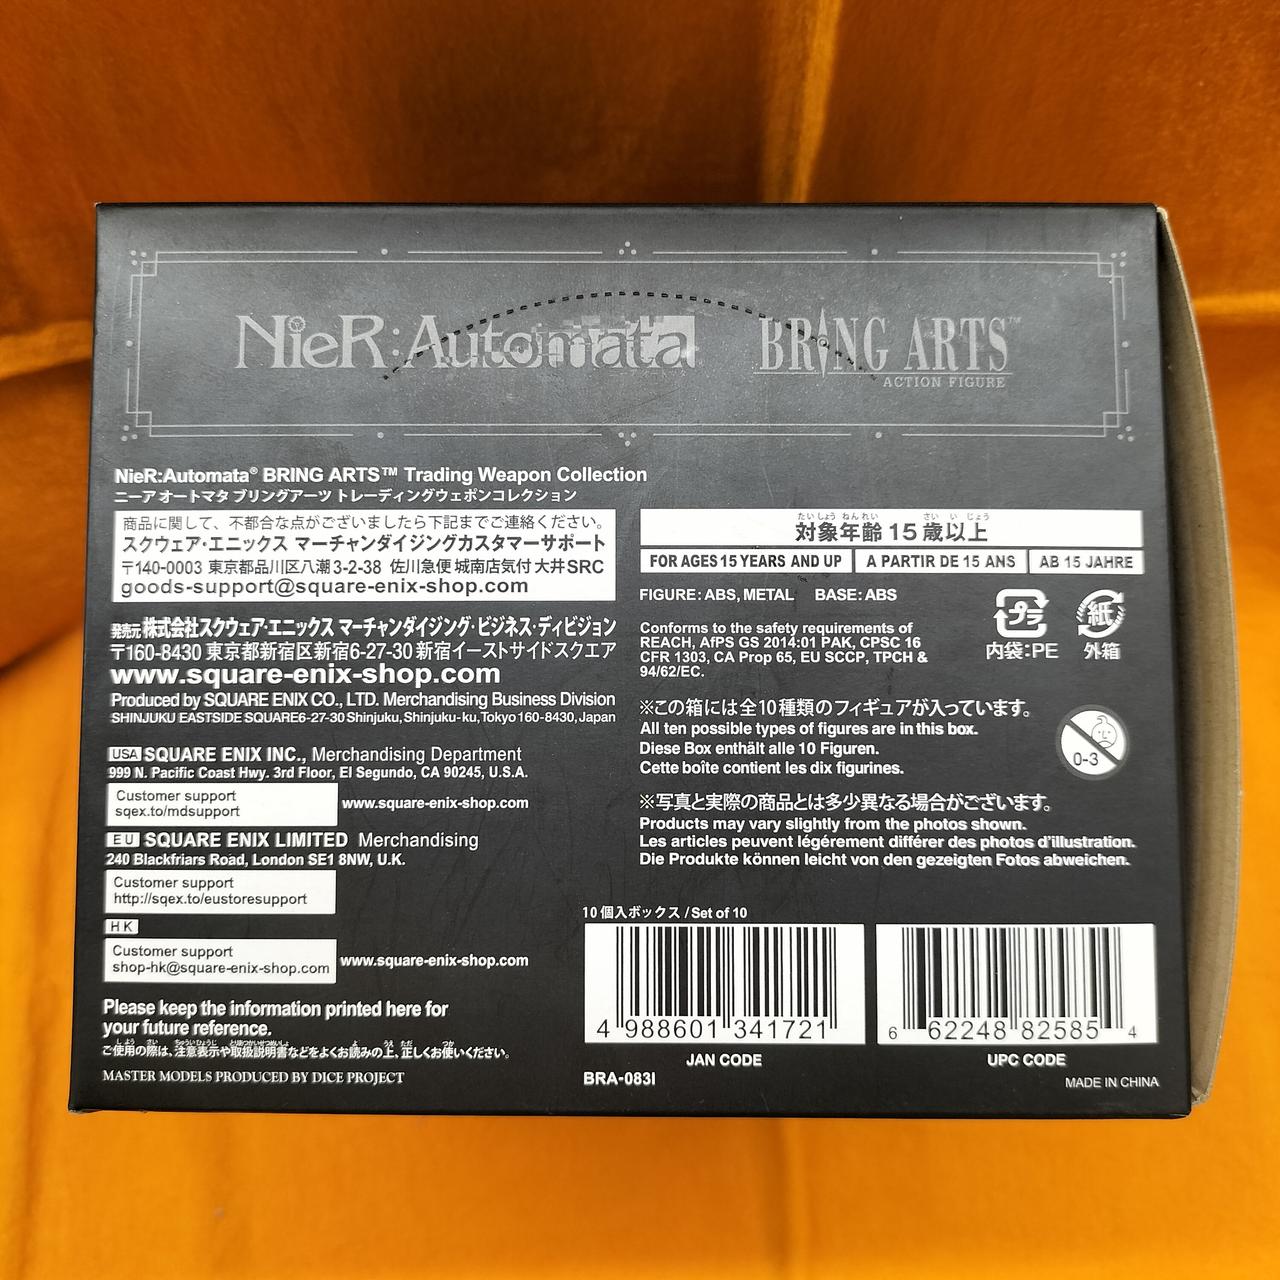 NieR:Automata
BRING ARTS™
ACTION FIGURE
NieR:Automata® BRING ARTS™ Trading Weapon Collection
ニーア オートマタ ブリングアーツ トレーディングウェポンコレクション
商品に関して、不都合な点がございましたら下記までご連絡ください。
スクウェア・エニックス マーチャンダイジングカスタマーサポート
〒140-0003 東京都品川区八潮3-2-38 佐川急便 城南店気付 大井SRC
goods-support@square-enix-shop.com
発売元 株式会社スクウェア・エニックス マーチャンダイジング・ビジネス・ディビジョン
〒160-8430 東京都新宿区新宿6-27-30 新宿イーストサイドスクエア
www.square-enix-shop.com
Produced by SQUARE ENIX CO., LTD. Merchandising Business Division
SHINJUKU EASTSIDE SQUARE6-27-30 Shinjuku, Shinjuku-ku, Tokyo 160-8430, Japan
USA SQUARE ENIX INC., Merchandising Department
999 N. Pacific Coast Hwy. 3rd Floor, El Segundo, CA 90245, U.S.A.
Customer support
sqex.to/mdsupport
www.square-enix-shop.com
EU SQUARE ENIX LIMITED Merchandising
240 Blackfriars Road, London SE1 8NW, U.K.
Customer support
http://sqex.to/eustoresupport
HK
Customer support
shop-hk@square-enix-shop.com
www.square-enix-shop.com
Please keep the information printed here for
your future reference.
ご使用の際は、注意表示や取扱説明書などをよくお読みの上、正しくお使いください。
MASTER MODELS PRODUCED BY DICE PROJECT
たいしょう ねんれい さい い じょう
対象年齢 15歳以上
FOR AGES 15 YEARS AND UP
A PARTIR DE 15 ANS
AB 15 JAHRE
FIGURE: ABS, METAL BASE: ABS
プラ
内袋:PE
紙
外箱
Conforms to the safety requirements of
REACH, AfPS GS 2014:01 PAK, CPSC 16
CFR 1303, CA Prop 65, EU SCCP, TPCH &
94/62/EC.
※この箱には全10種類のフィギュアが入っています。
All ten possible types of figures are in this box.
Diese Box enthält alle 10 Figuren.
Cette boîte contient les dix figurines.
0-3
※写真と実際の商品とは多少異なる場合がございます。
Products may vary slightly from the photos shown.
Les articles peuvent légérement différer des photos d'illustration.
Die Produkte können leicht von den gezeigten Fotos abweichen.
10個入ボックス / Set of 10
4 988601 341721
JAN CODE
6 62248 82585 4
UPC CODE
BRA-083I
MADE IN CHINA